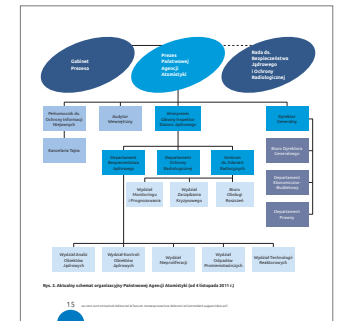 Gabinet
Prezesa
Prezes
Państwowej
Agencji
Atomistyki
Rada ds.
Bezpieczeństwa
Jądrowego
i Ochrony
Radiologicznej
Pełnomocnik ds.
Ochrony Informacji
Niejawnych
Audytor
Wewnętrzny
Wiceprezes
Główny Inspektor
Dozoru Jądrowego
Dyrektor
Generalny
Kancelaria Tajna
Departament
Bezpieczeństwa
Jądrowego
Departament
Ochrony
Radiologicznej
Centrum
ds. Zdarzeń
Radiacyjnych
Biuro Dyrektora
Generalnego
Wydział
Monitoringu
i Prognozowania
Wydział
Zarządzania
Kryzysowego
Biuro
Obsługi
Roszczeń
Departament
Ekonomiczno-
Budżetowy
Departament
Prawny
Wydział Analiz
Obiektów
Jądrowych
Wydział Kontroli
Obiektów
Jądrowych
Wydział
Nieproliferacji
Wydział
Odpadów
Promieniotwórczych
Wydział Technologii
Reaktorowych
Rys. 2. Aktualny schemat organizacyjny Państwowej Agencji Atomistyki (od 4 listopada 2011 r.)
15